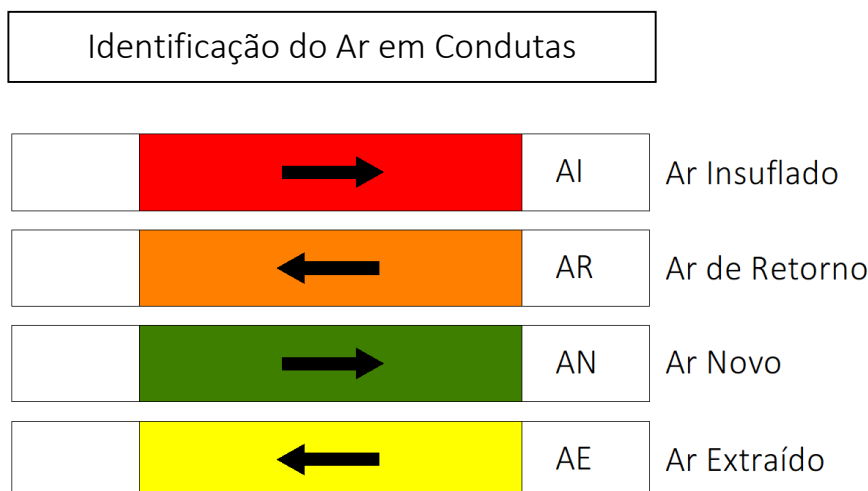 Identificação do Ar em Condutas
AI Ar Insuflado
AR Ar de Retorno
AN Ar Novo
AE Ar Extraído